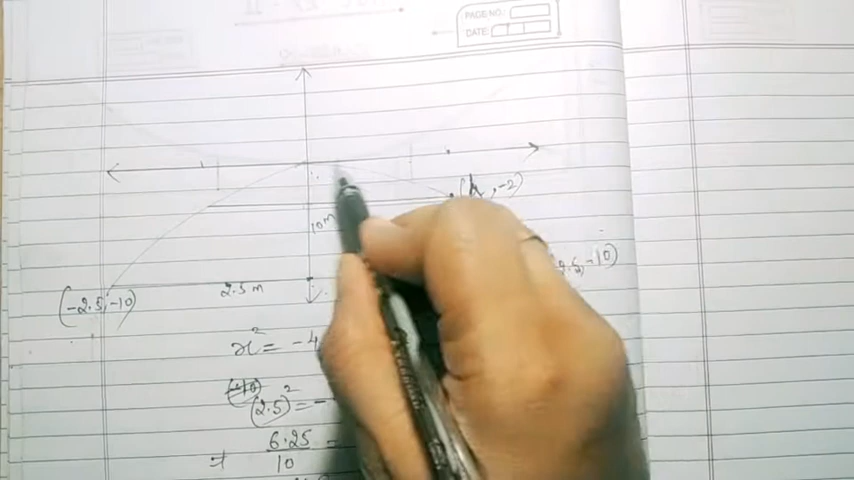 PAGE NO.:
DATE:
(h, -2)
10m
2.5, -10)
(-2.5, -10)
2.5 m
x² = -4
(2.5)² = -
6.25 =
10